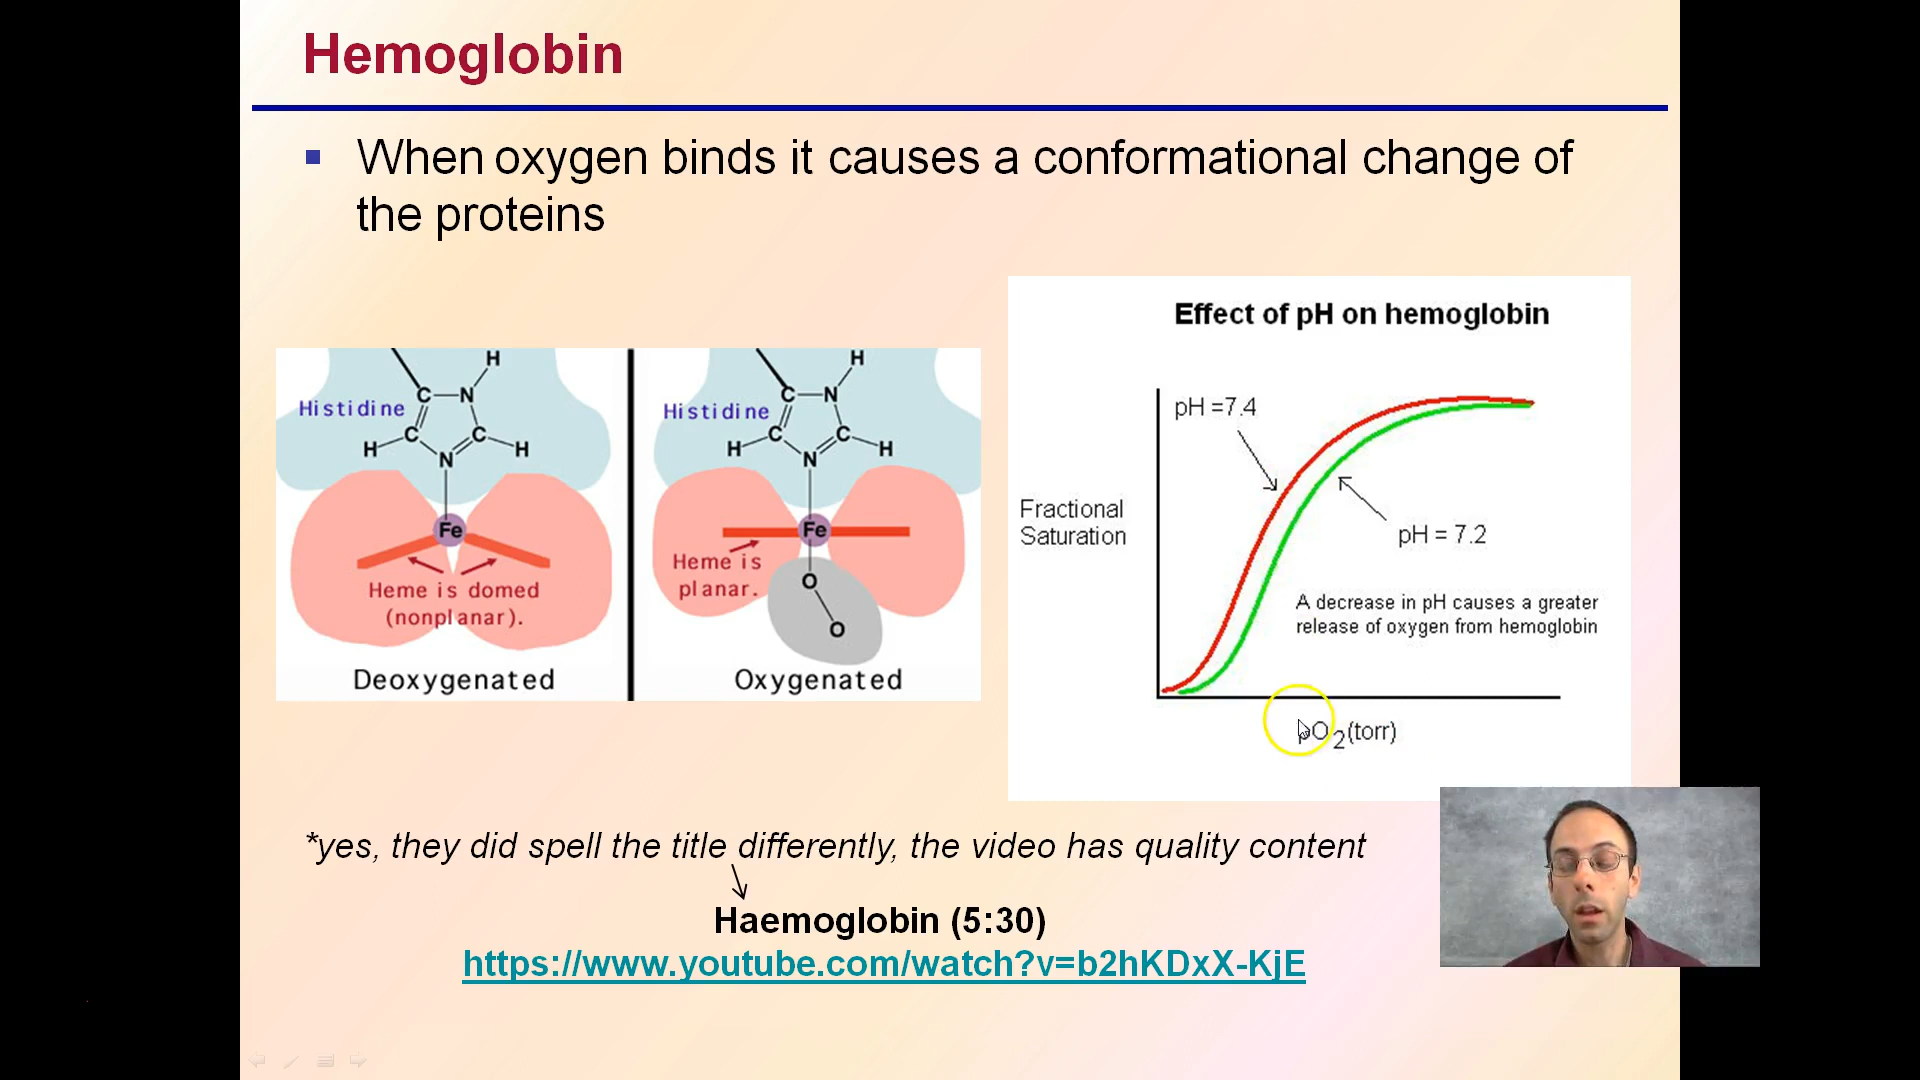 Hemoglobin
When oxygen binds it causes a conformational change of
the proteins
H
C N
Histidine
C C
H H
N
Fe
Heme is domed
(nonplanar).
Deoxygenated
H
C N
Histidine
C C
H H
N
Fe
Heme is
planar.
O
O
Oxygenated
Effect of pH on hemoglobin
pH =7.4
Fractional
Saturation
pH = 7.2
A decrease in pH causes a greater
release of oxygen from hemoglobin
pO2(torr)
*yes, they did spell the title differently, the video has quality content
Haemoglobin (5:30)
https://www.youtube.com/watch?v=b2hKDxX-KjE